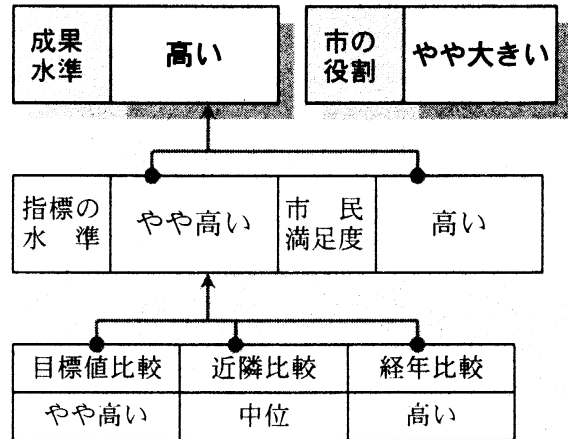 成果
水準
高い
市の
役割
やや大きい
指標の
水準
やや高い
市民
満足度
高い
目標値比較 近隣比較 経年比較
やや高い 中位 高い